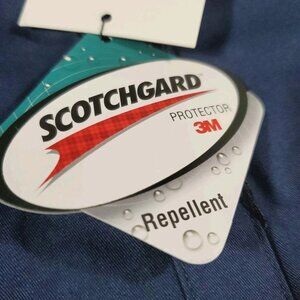 SCOTCHGARD
PROTECTOR
3M
Repellent